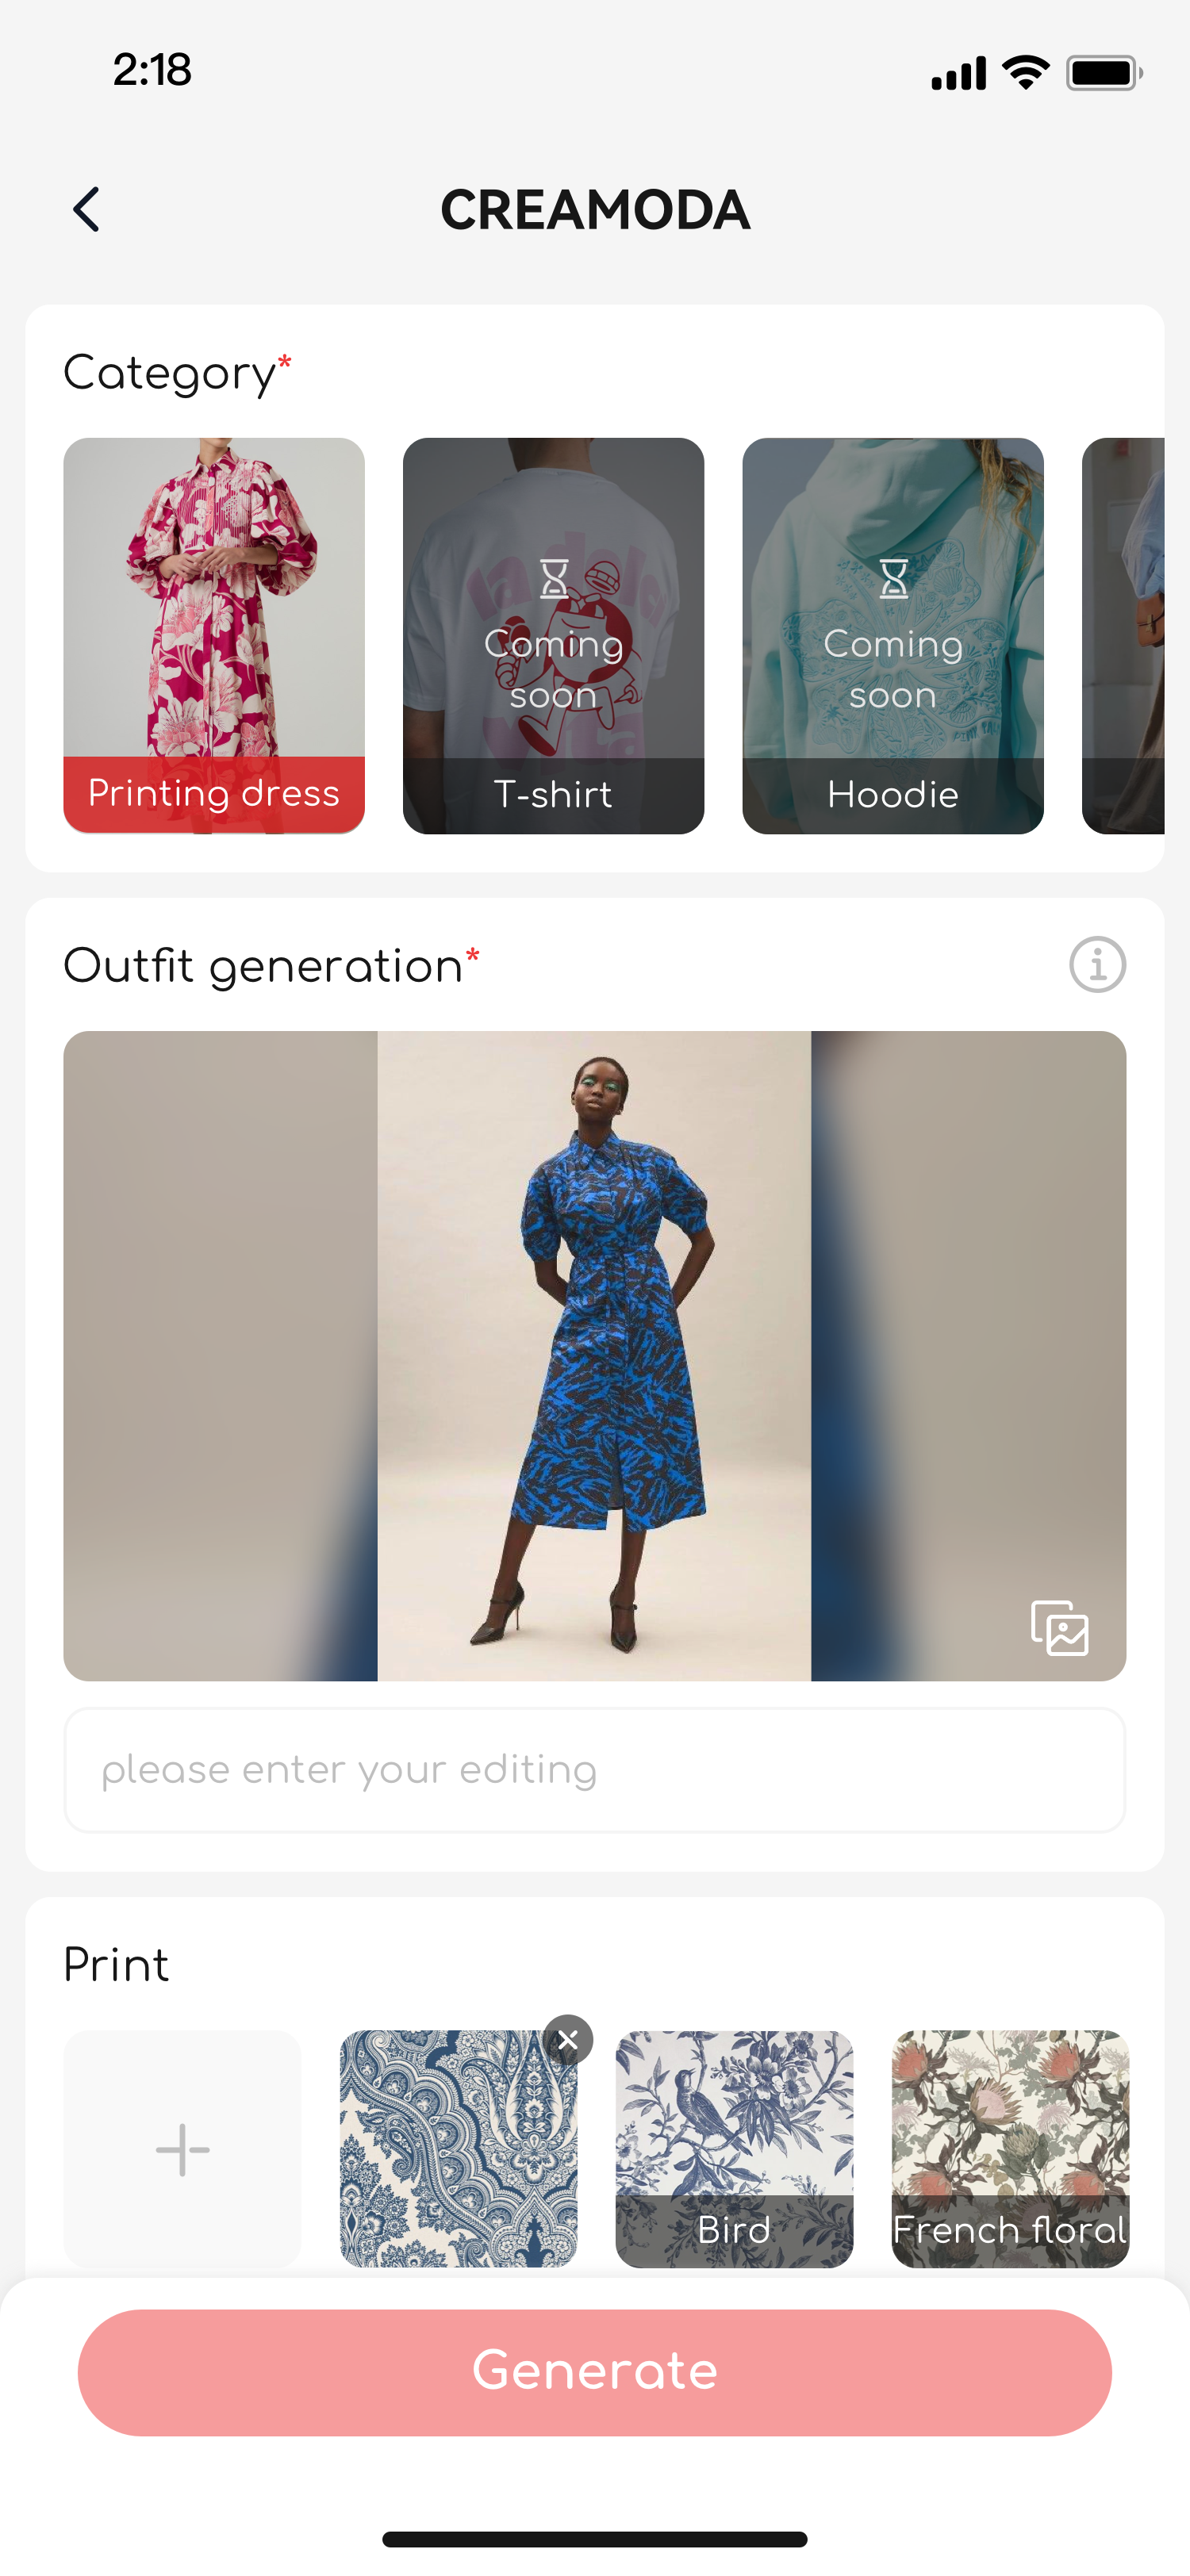 2:18
CREAMODA
Category*
Printing dress
Coming
soon
T-shirt
Coming
soon
Hoodie
Outfit generation*
please enter your editing
Print
Bird
French floral
Generate